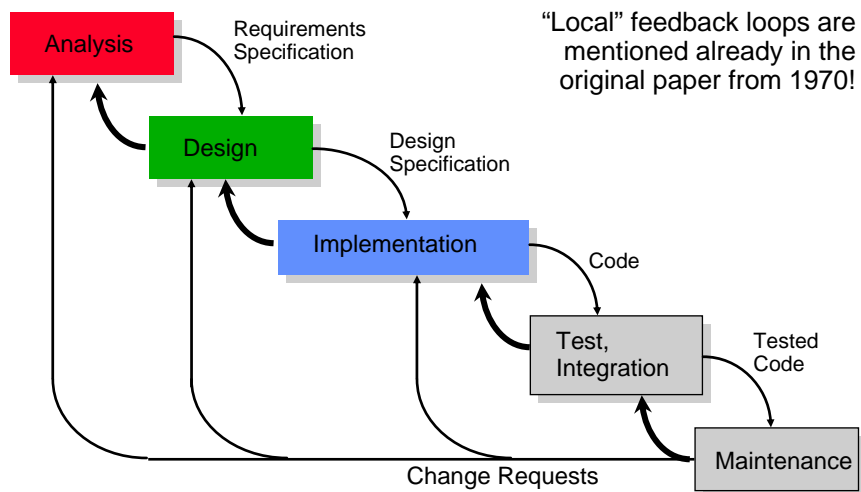 Analysis
Requirements
Specification
“Local” feedback loops are
mentioned already in the
original paper from 1970!
Design
Design
Specification
Implementation
Code
Test,
Integration
Tested
Code
Maintenance
Change Requests